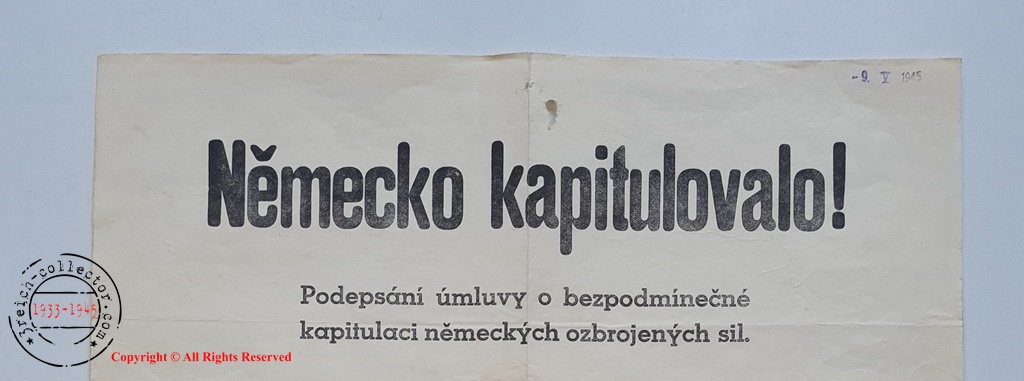 - 9. V 1945
Německo kapitulovalo!
Podepsání úmluvy o bezpodmínečné
kapitulaci německých ozbrojených sil.
3reich-collector.com
1933-1945
Copyright © All Rights Reserved